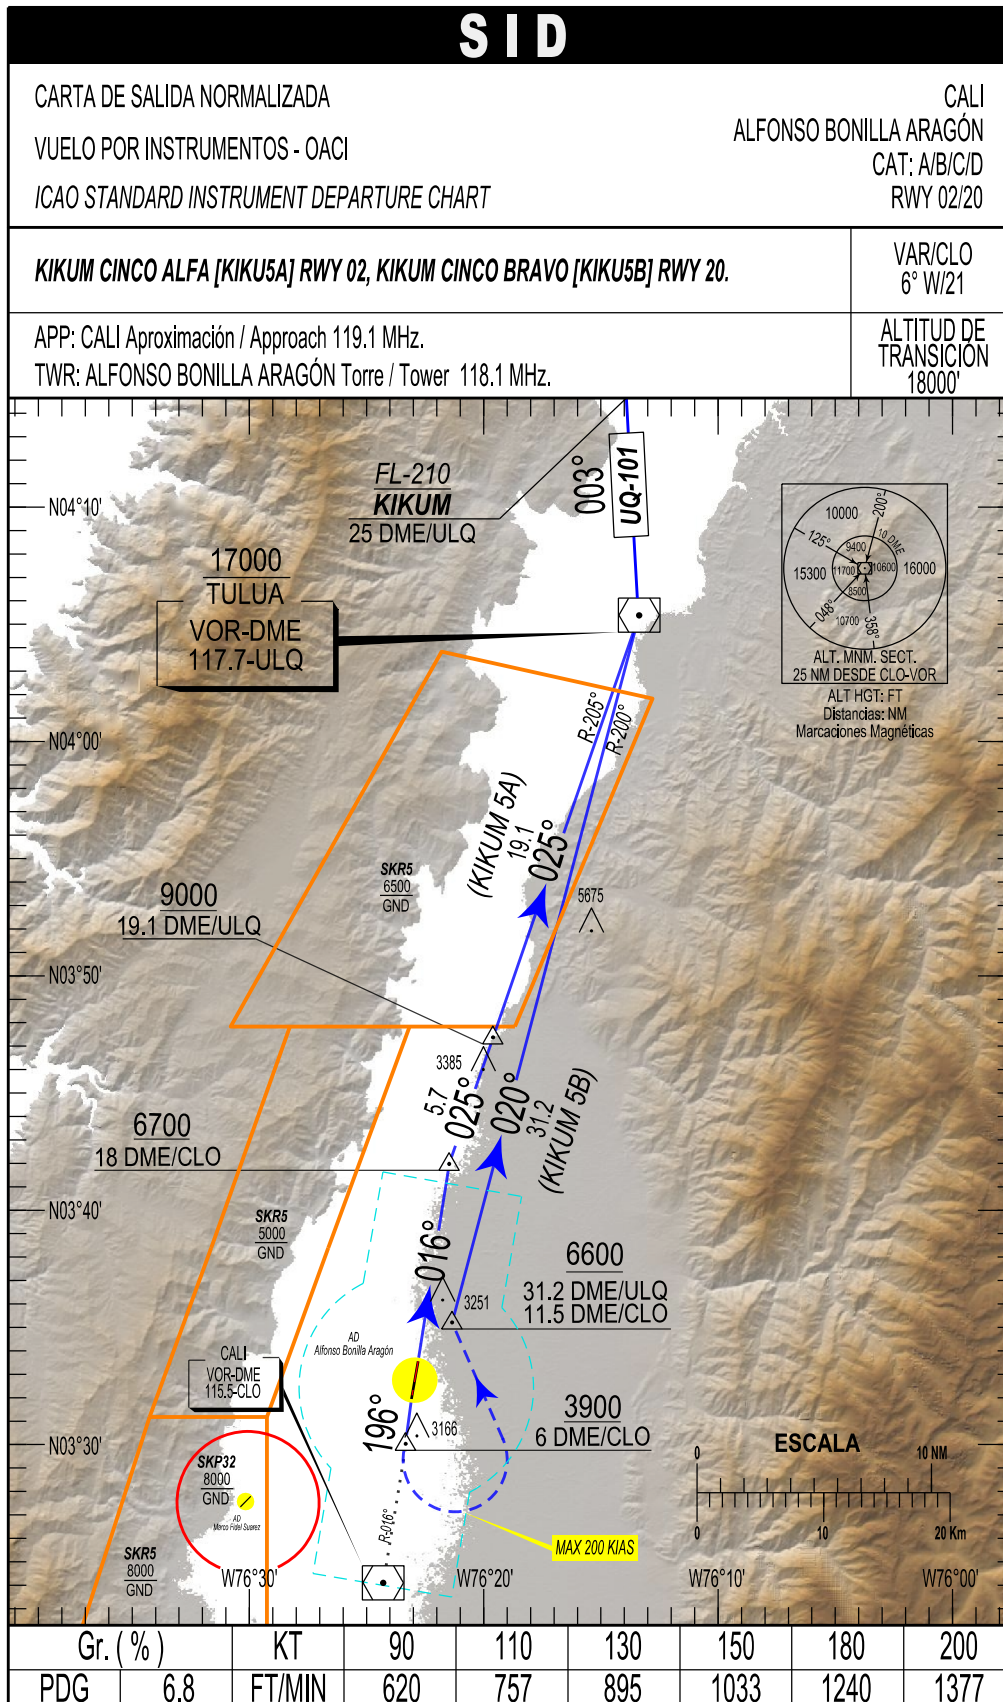 SID
CARTA DE SALIDA NORMALIZADA
VUELO POR INSTRUMENTOS - OACI
ICAO STANDARD INSTRUMENT DEPARTURE CHART
CALI
ALFONSO BONILLA ARAGÓN
CAT: A/B/C/D
RWY 02/20
KIKUM CINCO ALFA [KIKU5A] RWY 02, KIKUM CINCO BRAVO [KIKU5B] RWY 20.
VAR/CLO
6° W/21
APP: CALI Aproximación / Approach 119.1 MHz.
TWR: ALFONSO BONILLA ARAGÓN Torre / Tower 118.1 MHz.
ALTITUD DE
TRANSICIÓN
18000'
FL-210
KIKUM
25 DME/ULQ
003°
UQ-101
N04°10'
17000
TULUA
VOR-DME
117.7-ULQ
10000
200°
125°
10 DME
9400
15300
11700
10600
16000
8500
048°
10700
358°
ALT. MNM. SECT.
25 NM DESDE CLO-VOR
ALT HGT: FT
Distancias: NM
Marcaciones Magnéticas
R-205°
R-200°
N04°00'
(KIKUM 5A)
19.1
025°
SKR5
6500
GND
5675
9000
19.1 DME/ULQ
N03°50'
3385
5.7
025°
020°
31.2
(KIKUM 5B)
6700
18 DME/CLO
N03°40'
SKR5
5000
GND
016°
6600
31.2 DME/ULQ
11.5 DME/CLO
3251
AD
Alfonso Bonilla Aragón
CALI
VOR-DME
115.5-CLO
196°
3900
6 DME/CLO
3166
N03°30'
ESCALA
0
10 NM
0
10
20 Km
SKP32
8000
GND
AD
Marco Fidel Suarez
R-016°
MAX 200 KIAS
SKR5
8000
GND
W76°30'
W76°20'
W76°10'
W76°00'
Gr. ( % )
KT
90
110
130
150
180
200
PDG
6.8
FT/MIN
620
757
895
1033
1240
1377